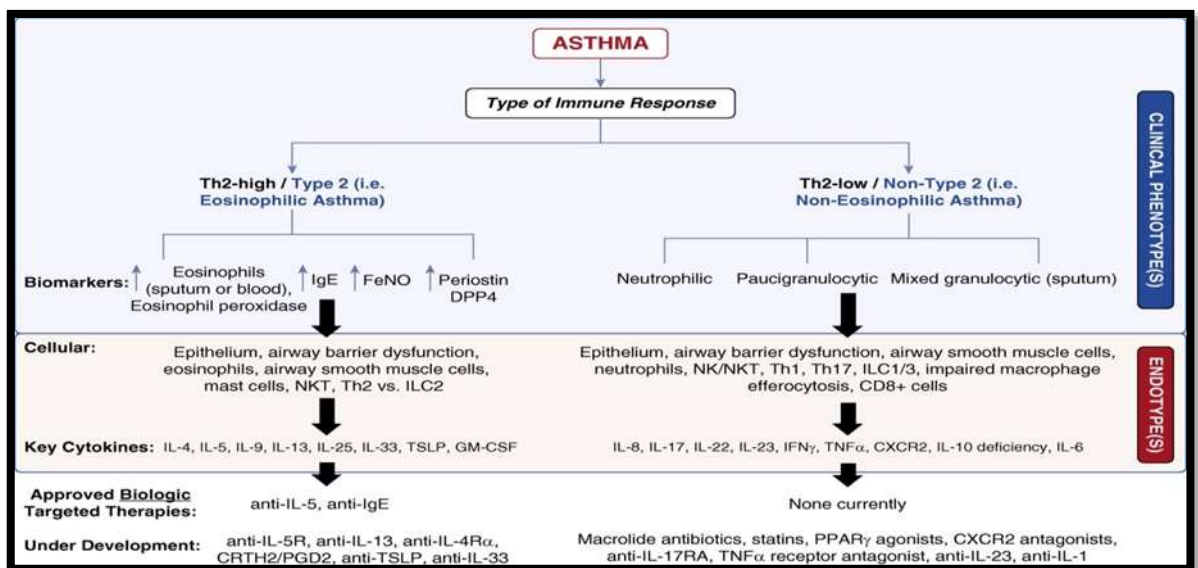 ASTHMA
Type of Immune Response
Th2-high / Type 2 (i.e.
Eosinophilic Asthma)
Th2-low / Non-Type 2 (i.e.
Non-Eosinophilic Asthma)
Biomarkers:
Eosinophils
(sputum or blood),
Eosinophil peroxidase
IgE
FeNO
Periostin
DPP4
Neutrophilic
Paucigranulocytic
Mixed granulocytic (sputum)
CLINICAL PHENOTYPE(S)
Cellular:
Epithelium, airway barrier dysfunction,
eosinophils, airway smooth muscle cells,
mast cells, NKT, Th2 vs. ILC2
Epithelium, airway barrier dysfunction, airway smooth muscle cells,
neutrophils, NK/NKT, Th1, Th17, ILC1/3, impaired macrophage
efferocytosis, CD8+ cells
Key Cytokines: IL-4, IL-5, IL-9, IL-13, IL-25, IL-33, TSLP, GM-CSF
IL-8, IL-17, IL-22, IL-23, IFNγ, TNFα, CXCR2, IL-10 deficiency, IL-6
ENDOTYPE(S)
Approved Biologic
Targeted Therapies:
anti-IL-5, anti-IgE
None currently
Under Development:
anti-IL-5R, anti-IL-13, anti-IL-4Rα,
CRTH2/PGD2, anti-TSLP, anti-IL-33
Macrolide antibiotics, statins, PPARγ agonists, CXCR2 antagonists,
anti-IL-17RA, TNFα receptor antagonist, anti-IL-23, anti-IL-1